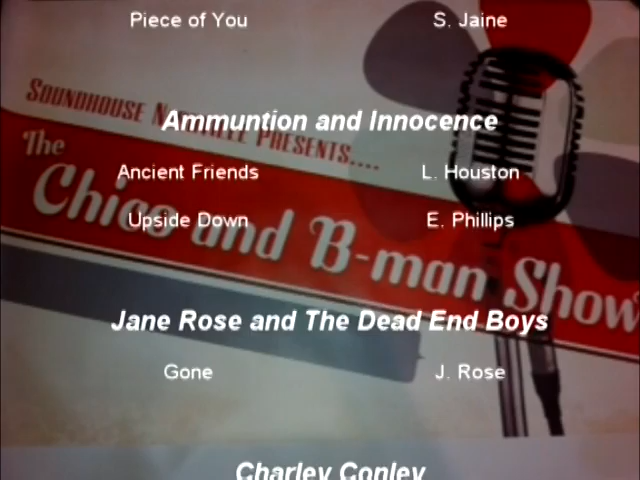 Piece of You S. Jaine
Ammuntion and Innocence
SOUNDHOUSE NASHVILLE PRESENTS....
The
Ancient Friends L. Houston
Chico and B-man Show
Upside Down E. Phillips
Jane Rose and The Dead End Boys
Gone J. Rose
Charley Conley